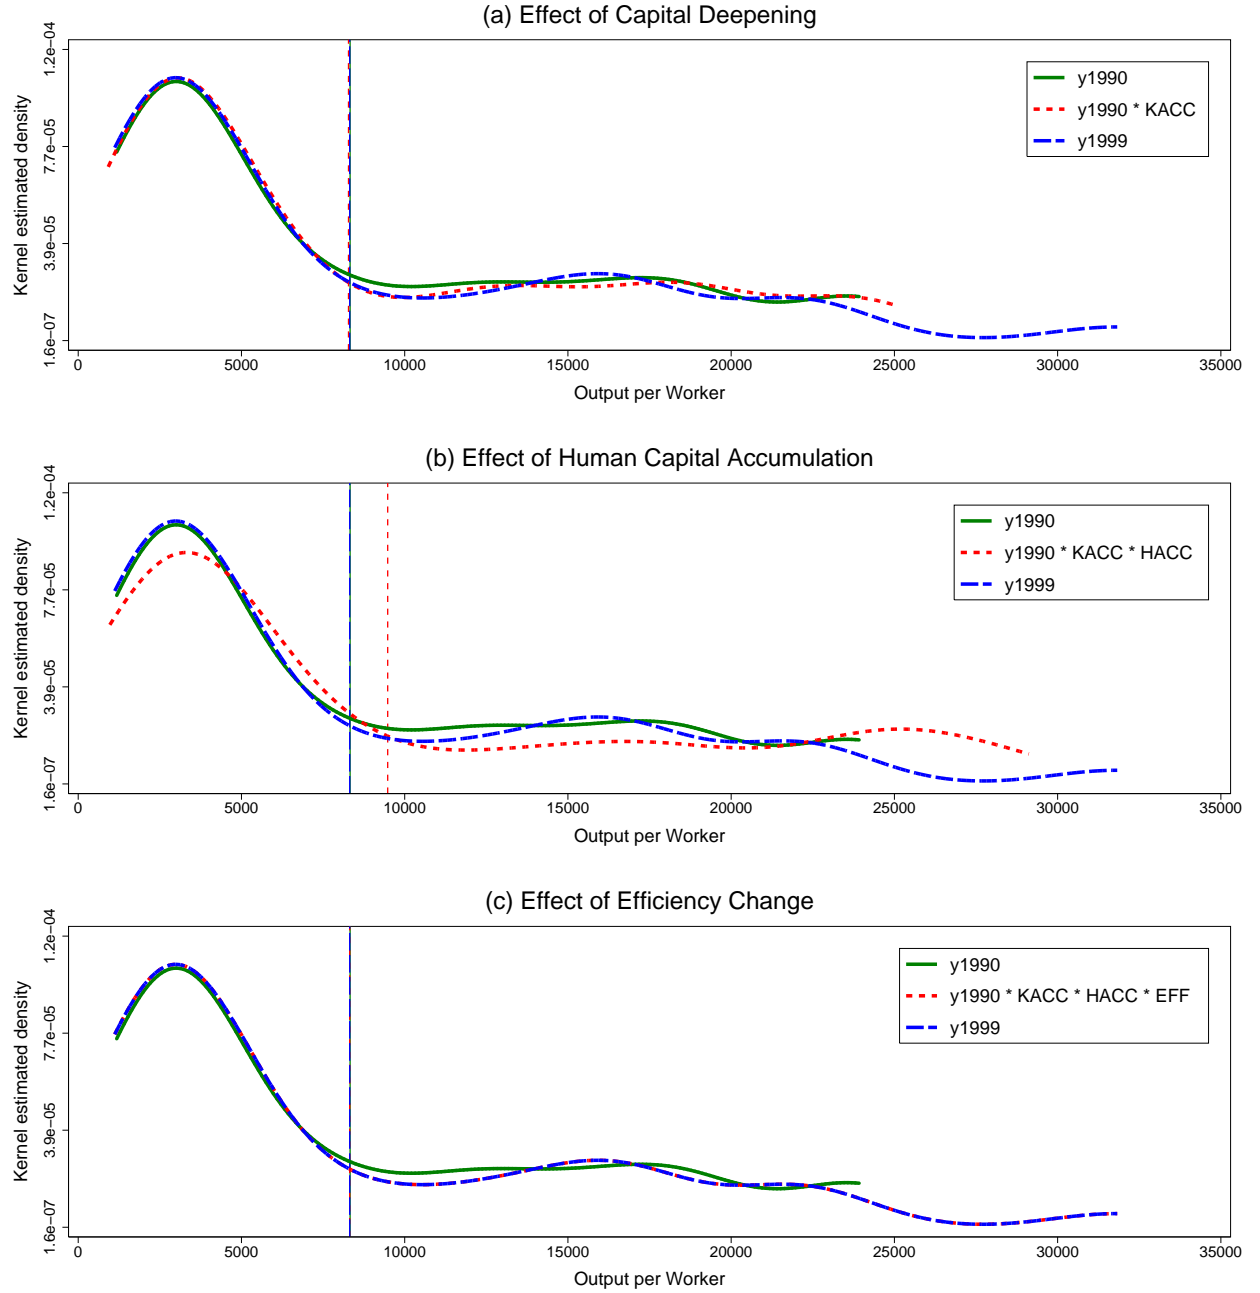 (a) Effect of Capital Deepening
Kernel estimated density
1.2e-04
7.7e-05
3.9e-05
1.6e-07
y1990
y1990 * KACC
y1999
0 5000 10000 15000 20000 25000 30000 35000
Output per Worker
(b) Effect of Human Capital Accumulation
Kernel estimated density
1.2e-04
7.7e-05
3.9e-05
1.6e-07
y1990
y1990 * KACC * HACC
y1999
0 5000 10000 15000 20000 25000 30000 35000
Output per Worker
(c) Effect of Efficiency Change
Kernel estimated density
1.2e-04
7.7e-05
3.9e-05
1.6e-07
y1990
y1990 * KACC * HACC * EFF
y1999
0 5000 10000 15000 20000 25000 30000 35000
Output per Worker